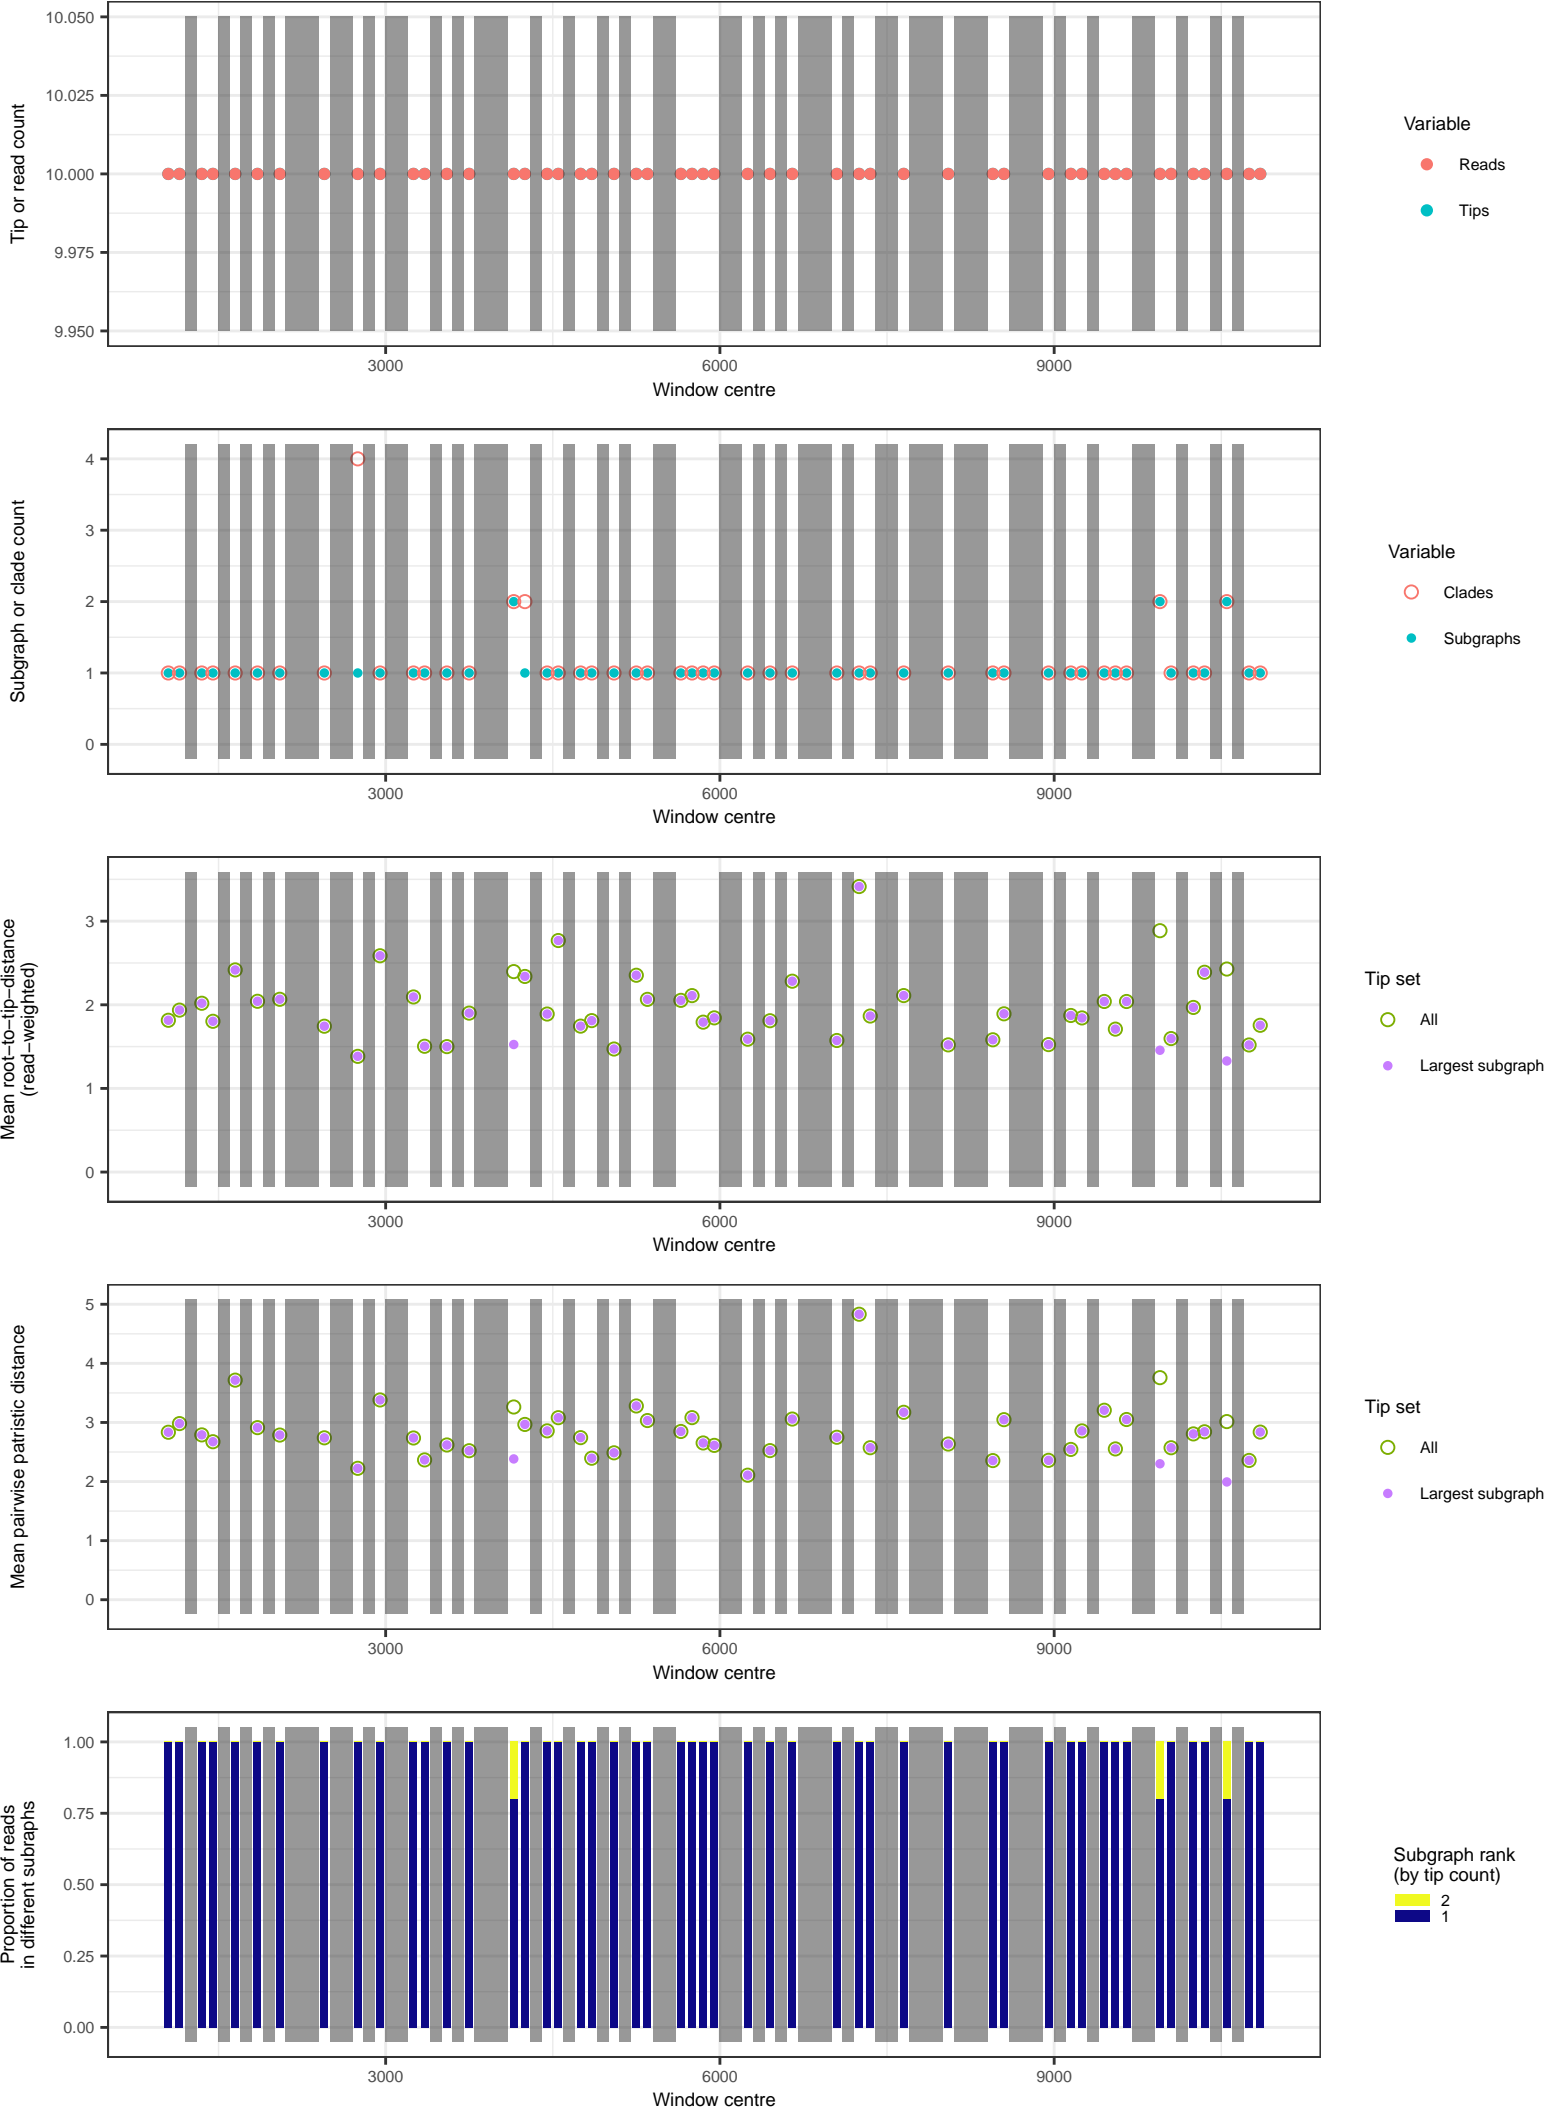 10.050
10.025
10.000
9.975
9.950
Tip or read count
3000
6000
9000
Window centre
Variable
Reads
Tips
4
3
2
1
0
Subgraph or clade count
3000
6000
9000
Window centre
Variable
Clades
Subgraphs
3
2
1
0
Mean root−to−tip−distance
(read−weighted)
3000
6000
9000
Window centre
Tip set
All
Largest subgraph
5
4
3
2
1
0
Mean pairwise patristic distance
3000
6000
9000
Window centre
Tip set
All
Largest subgraph
1.00
0.75
0.50
0.25
0.00
Proportion of reads
in different subraphs
3000
6000
9000
Window centre
Subgraph rank
(by tip count)
2
1